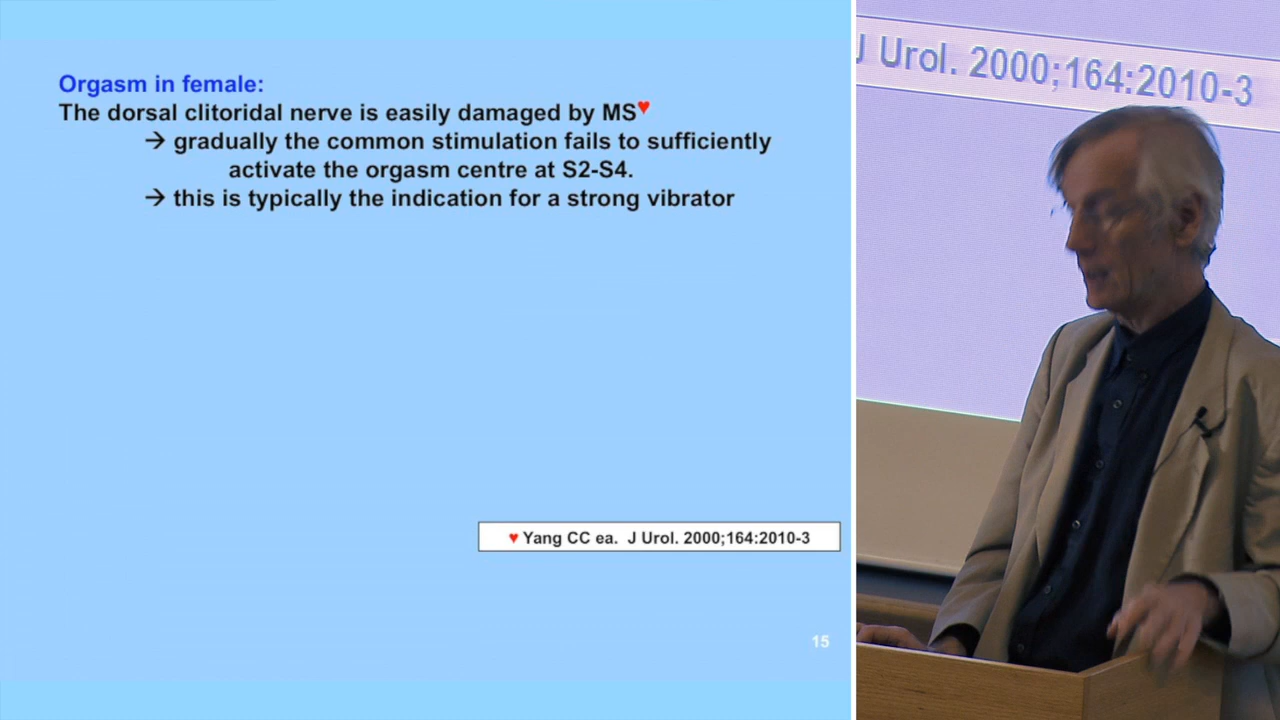 Orgasm in female:
The dorsal clitoridal nerve is easily damaged by MS♥
→ gradually the common stimulation fails to sufficiently
activate the orgasm centre at S2-S4.
→ this is typically the indication for a strong vibrator
♥ Yang CC ea. J Urol. 2000;164:2010-3
15
J Urol. 2000;164:2010-3